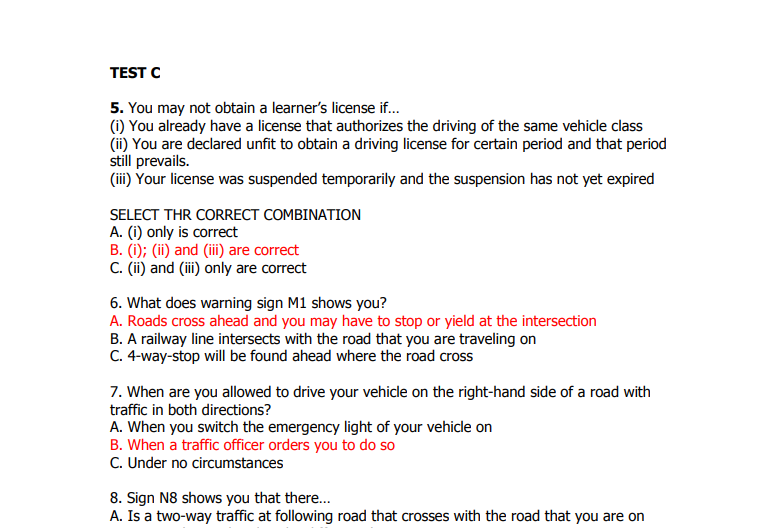 TEST C
5. You may not obtain a learner’s license if…
(i) You already have a license that authorizes the driving of the same vehicle class
(ii) You are declared unfit to obtain a driving license for certain period and that period
still prevails.
(iii) Your license was suspended temporarily and the suspension has not yet expired
SELECT THR CORRECT COMBINATION
A. (i) only is correct
B. (i); (ii) and (iii) are correct
C. (ii) and (iii) only are correct
6. What does warning sign M1 shows you?
A. Roads cross ahead and you may have to stop or yield at the intersection
B. A railway line intersects with the road that you are traveling on
C. 4-way-stop will be found ahead where the road cross
7. When are you allowed to drive your vehicle on the right-hand side of a road with
traffic in both directions?
A. When you switch the emergency light of your vehicle on
B. When a traffic officer orders you to do so
C. Under no circumstances
8. Sign N8 shows you that there…
A. Is a two-way traffic at following road that crosses with the road that you are on